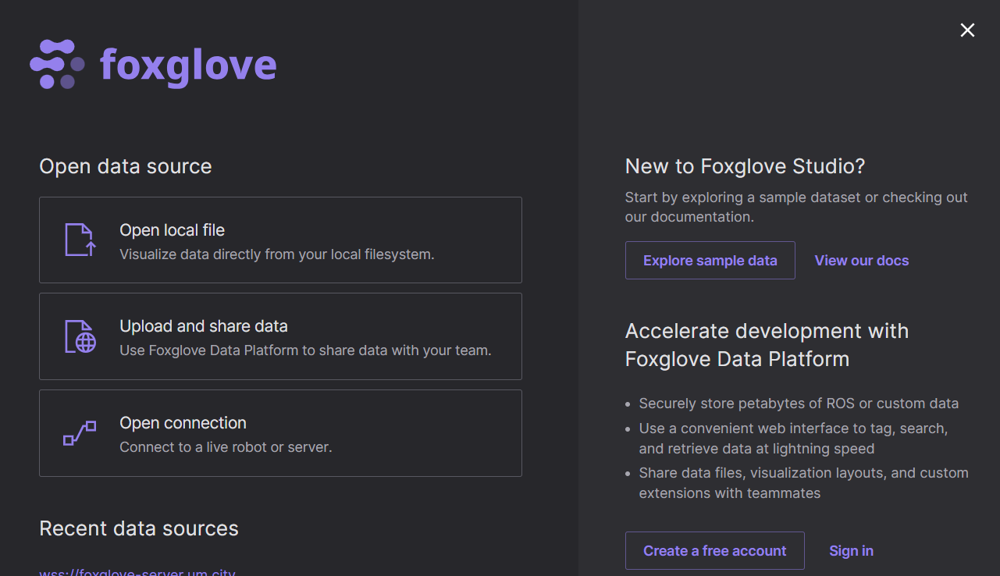 foxglove
Open data source
Open local file
Visualize data directly from your local filesystem.
Upload and share data
Use Foxglove Data Platform to share data with your team.
Open connection
Connect to a live robot or server.
Recent data sources
wss://foxglove-server.um.city
New to Foxglove Studio?
Start by exploring a sample dataset or checking out
our documentation.
Explore sample data
View our docs
Accelerate development with
Foxglove Data Platform
• Securely store petabytes of ROS or custom data
• Use a convenient web interface to tag, search,
and retrieve data at lightning speed
• Share data files, visualization layouts, and custom
extensions with teammates
Create a free account
Sign in